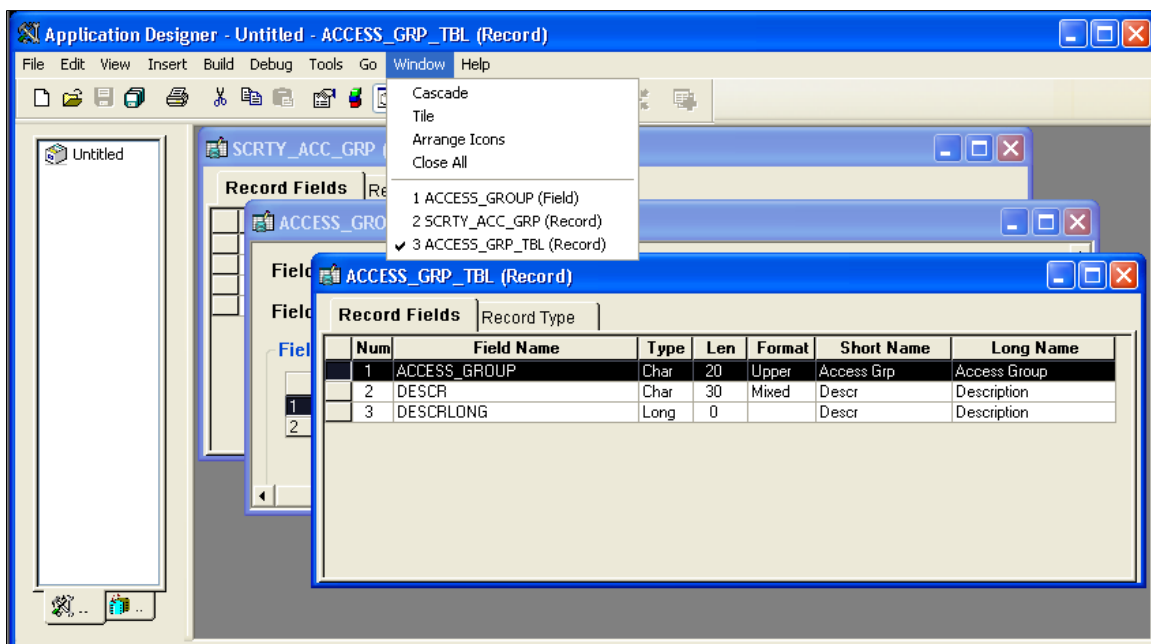 Application Designer - Untitled - ACCESS_GRP_TBL (Record)
File Edit View Insert Build Debug Tools Go Window Help
Cascade
Tile
Arrange Icons
Close All
1 ACCESS_GROUP (Field)
2 SCRTY_ACC_GRP (Record)
3 ACCESS_GRP_TBL (Record)
Untitled
SCRTY_ACC_GRP (
Record Fields Re
ACCESS_GRO
Field
Field
Fiel
1
2
ACCESS_GRP_TBL (Record)
Record Fields Record Type
Num Field Name Type Len Format Short Name Long Name
1 ACCESS_GROUP Char 20 Upper Access Grp Access Group
2 DESCR Char 30 Mixed Descr Description
3 DESCRLONG Long 0 Descr Description
.. ..